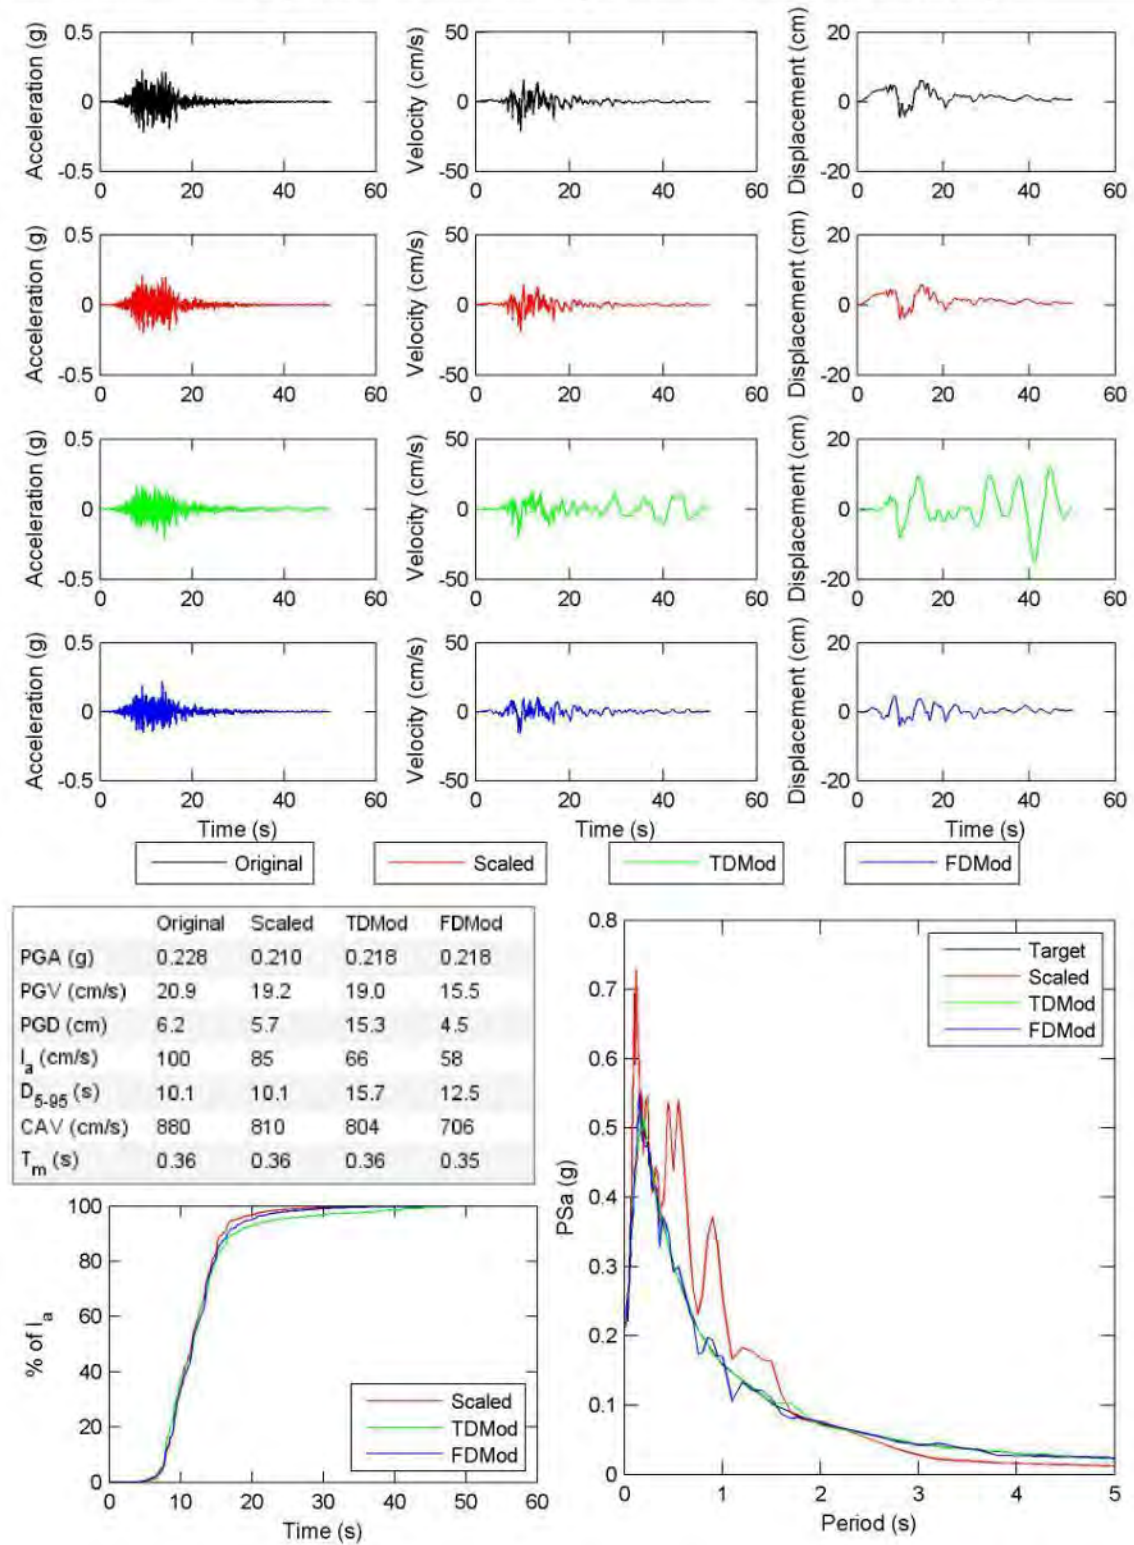 Acceleration (g)
0.5
0
-0.5
0 20 40 60
Velocity (cm/s)
50
0
-50
0 20 40 60
Displacement (cm)
20
0
-20
0 20 40 60
Acceleration (g)
0.5
0
-0.5
0 20 40 60
Velocity (cm/s)
50
0
-50
0 20 40 60
Displacement (cm)
20
0
-20
0 20 40 60
Acceleration (g)
0.5
0
-0.5
0 20 40 60
Velocity (cm/s)
50
0
-50
0 20 40 60
Displacement (cm)
20
0
-20
0 20 40 60
Acceleration (g)
0.5
0
-0.5
0 20 40 60
Time (s)
Velocity (cm/s)
50
0
-50
0 20 40 60
Time (s)
Displacement (cm)
20
0
-20
0 20 40 60
Time (s)
Original
Scaled
TDMod
FDMod
Original Scaled TDMod FDMod
PGA (g) 0.228 0.210 0.218 0.218
PGV (cm/s) 20.9 19.2 19.0 15.5
PGD (cm) 6.2 5.7 15.3 4.5
Ia (cm/s) 100 85 66 58
D5-95 (s) 10.1 10.1 15.7 12.5
CAV (cm/s) 880 810 804 706
Tm (s) 0.36 0.36 0.36 0.35
% of Ia
100
80
60
40
20
0
0 10 20 30 40 50 60
Time (s)
Scaled
TDMod
FDMod
PSa (g)
0.8
0.7
0.6
0.5
0.4
0.3
0.2
0.1
0
0 1 2 3 4 5
Period (s)
Target
Scaled
TDMod
FDMod